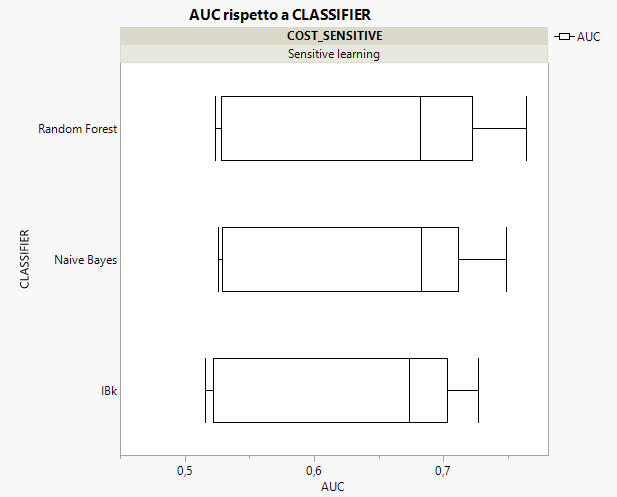 AUC rispetto a CLASSIFIER
COST_SENSITIVE
Sensitive learning
AUC
Random Forest
Naive Bayes
IBk
CLASSIFIER
0,5
0,6
0,7
AUC